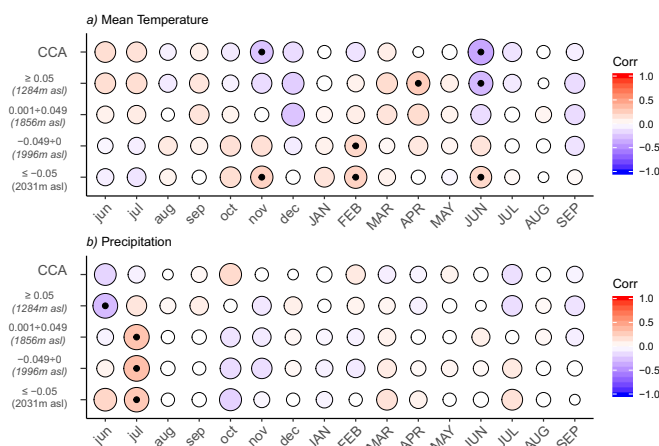 a) Mean Temperature
CCA
≥ 0.05
(1284m asl)
0.001÷0.049
(1856m asl)
−0.049÷0
(1996m asl)
≤ −0.05
(2031m asl)
jun jul aug sep oct nov dec JAN FEB MAR APR MAY JUN JUL AUG SEP
Corr
1.0
0.5
0.0
−0.5
−1.0
b) Precipitation
CCA
≥ 0.05
(1284m asl)
0.001÷0.049
(1856m asl)
−0.049÷0
(1996m asl)
≤ −0.05
(2031m asl)
jun jul aug sep oct nov dec JAN FEB MAR APR MAY JUN JUL AUG SEP
Corr
1.0
0.5
0.0
−0.5
−1.0